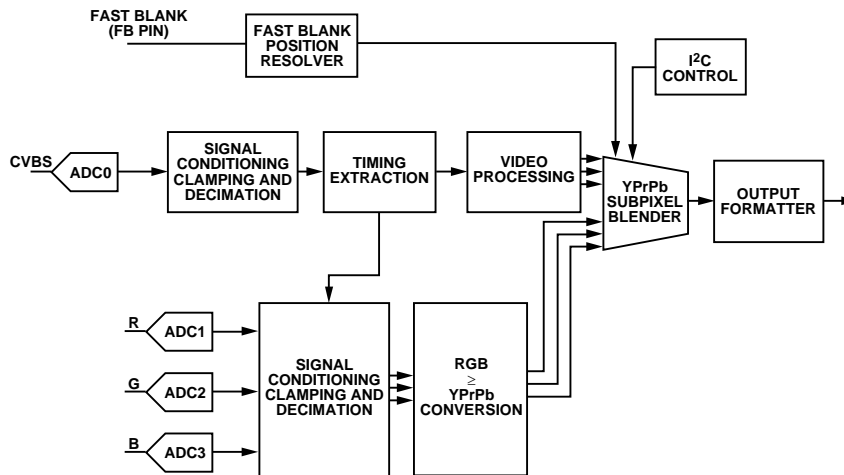 FAST BLANK
(FB PIN)
FAST BLANK
POSITION
RESOLVER
I²C
CONTROL
CVBS
ADC0
SIGNAL
CONDITIONING
CLAMPING AND
DECIMATION
TIMING
EXTRACTION
VIDEO
PROCESSING
YPrPb
SUBPIXEL
BLENDER
OUTPUT
FORMATTER
R
ADC1
G
ADC2
B
ADC3
SIGNAL
CONDITIONING
CLAMPING AND
DECIMATION
RGB
≥
YPrPb
CONVERSION